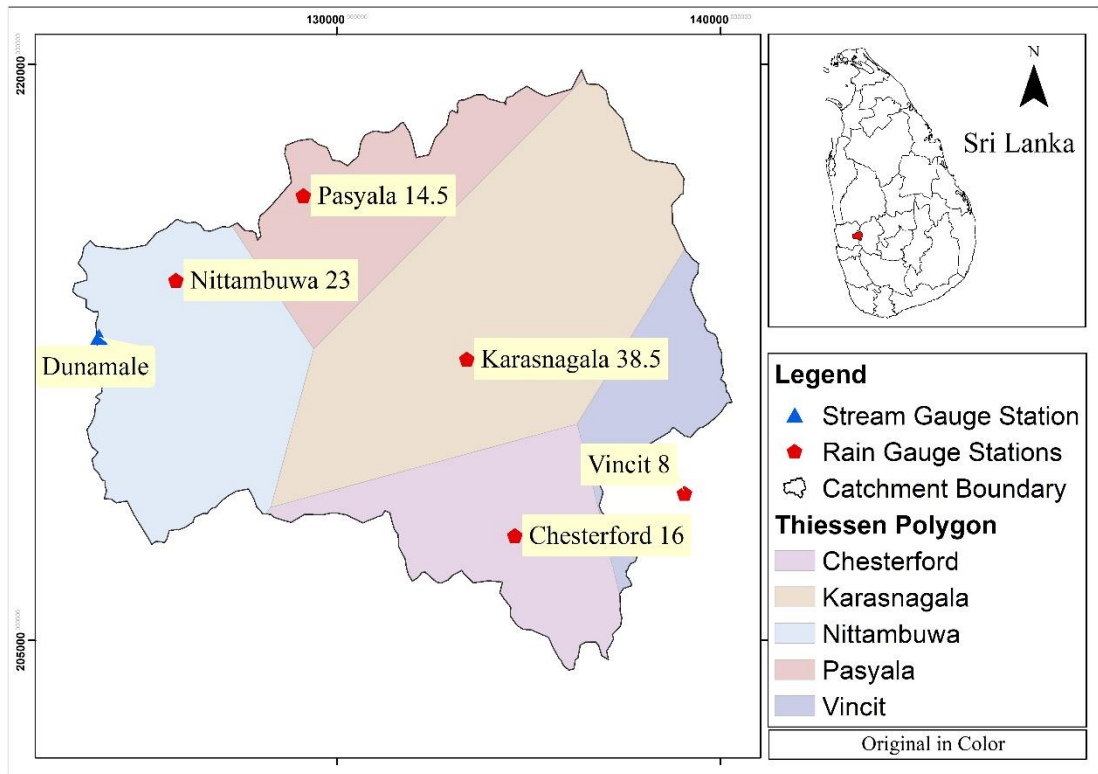 130000
140000
220000
205000
Pasyala 14.5
Nittambuwa 23
Dunamale
Karasnagala 38.5
Vincit 8
Chesterford 16
N
Sri Lanka
Legend
Stream Gauge Station
Rain Gauge Stations
Catchment Boundary
Thiessen Polygon
Chesterford
Karasnagala
Nittambuwa
Pasyala
Vincit
Original in Color